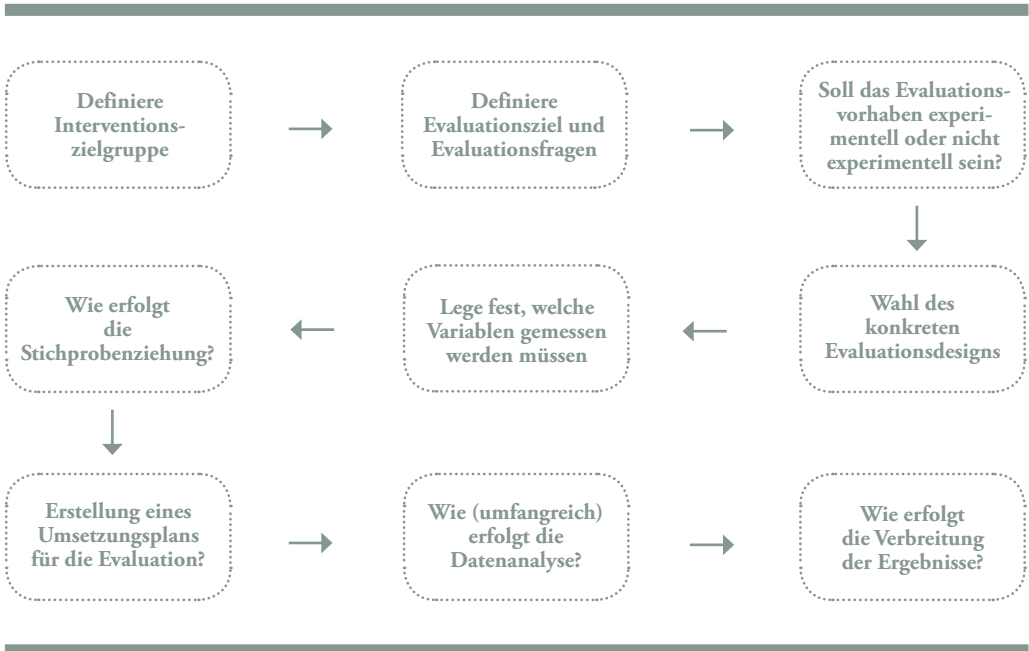 Definiere
Interventions-
zielgruppe
Definiere
Evaluationsziel und
Evaluationsfragen
Soll das Evaluations-
vorhaben experi-
mentell oder nicht
experimentell sein?
Wahl des
konkreten
Evaluationsdesigns
Lege fest, welche
Variablen gemessen
werden müssen
Wie erfolgt
die
Stichprobenziehung?
Erstellung eines
Umsetzungsplans
für die Evaluation?
Wie (umfangreich)
erfolgt die
Datenanalyse?
Wie erfolgt
die Verbreitung
der Ergebnisse?